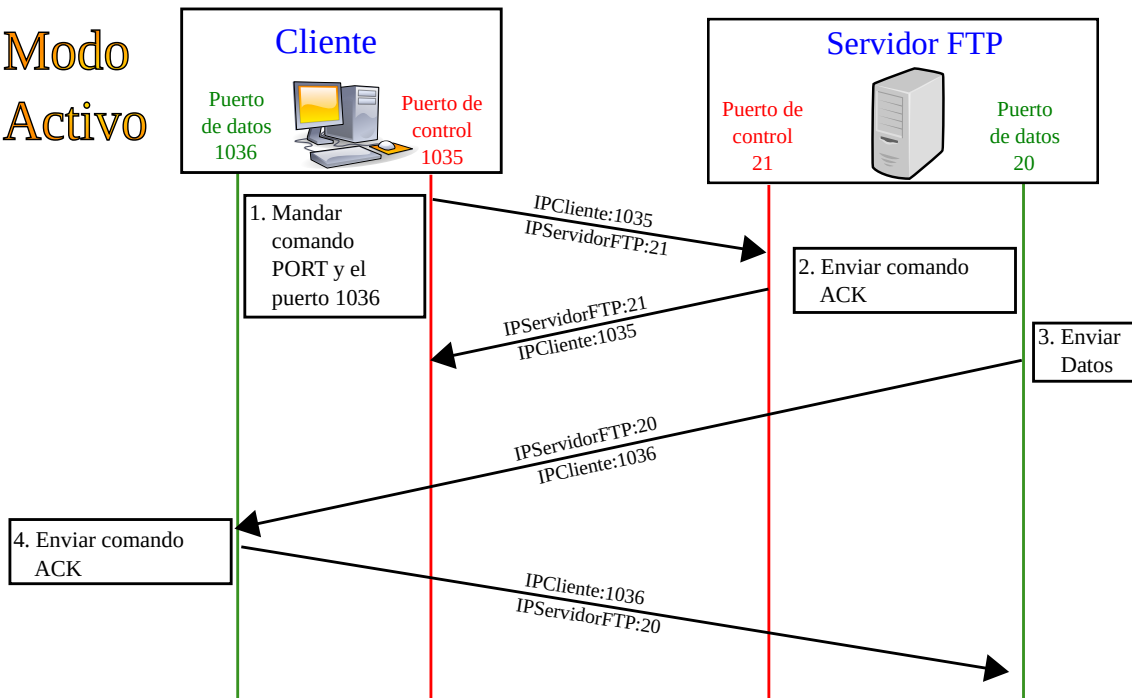 Modo
Activo
Cliente
Puerto
de datos
1036
Puerto de
control
1035
Servidor FTP
Puerto de
control
21
Puerto
de datos
20
1. Mandar
comando
PORT y el
puerto 1036
IPCliente:1035
IPServidorFTP:21
2. Enviar comando
ACK
IPServidorFTP:21
IPCliente:1035
3. Enviar
Datos
IPServidorFTP:20
IPCliente:1036
4. Enviar comando
ACK
IPCliente:1036
IPServidorFTP:20